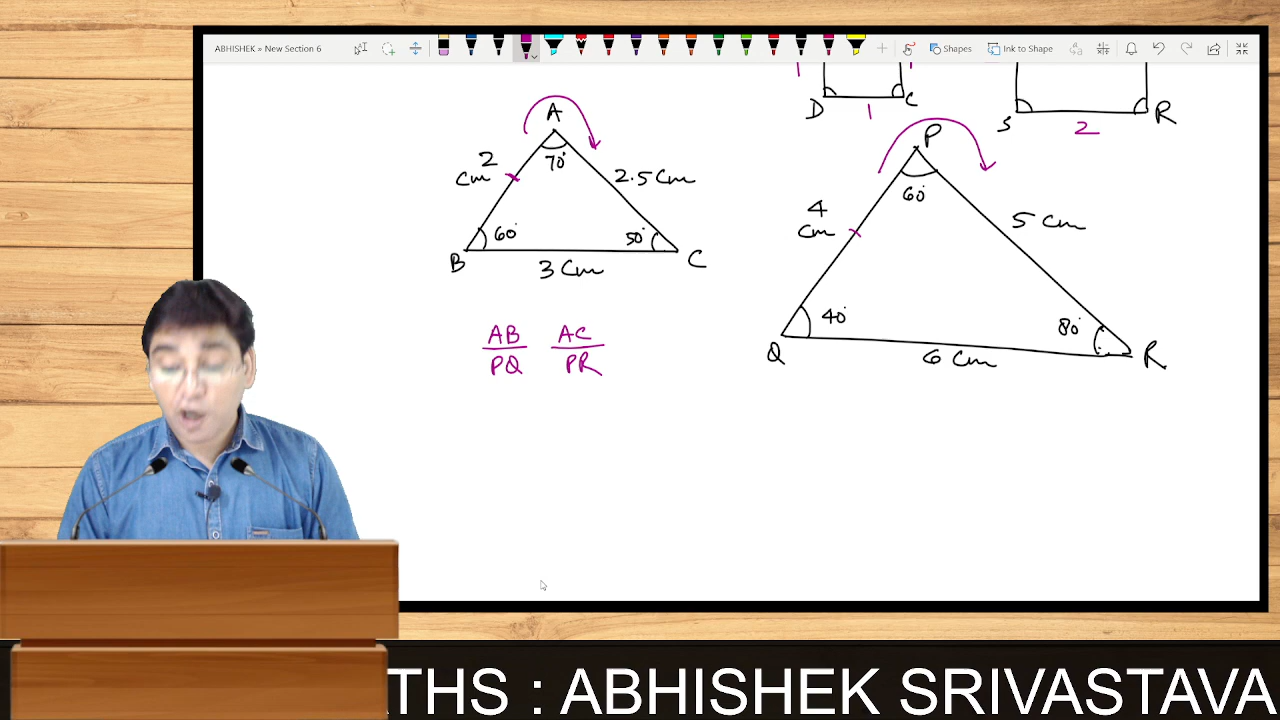 ABHISHEK » New Section 6
Shapes
Ink to Shape
D
1
C
S
2
R
A
70°
2
cm
2.5 cm
60°
50°
B
3 cm
C
P
60°
4
cm
5 cm
40°
80°
Q
6 cm
R
AB AC
PQ PR
THS : ABHISHEK SRIVASTAVA